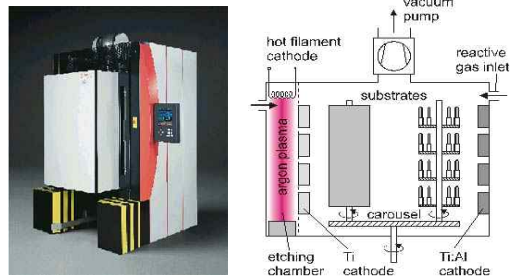 vacuum
pump
hot filament
cathode
reactive
gas inlet
substrates
argon plasma
carousel
etching
chamber
Ti
cathode
Ti:Al
cathode